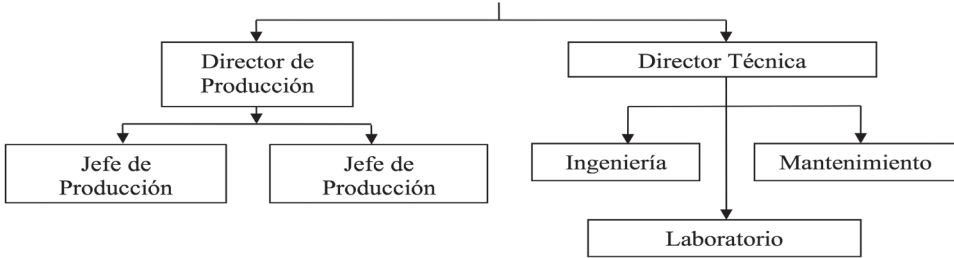 Director de
Producción
Director Técnica
Jefe de
Producción
Jefe de
Producción
Ingeniería
Mantenimiento
Laboratorio